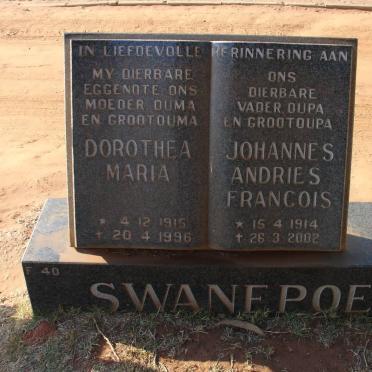 IN LIEFDEVOLLE HERINNERING AAN
MY DIERBARE
EGGENOTE ONS
MOEDER, OUMA
EN GROOTOUMA
DOROTHEA
MARIA
* 4·12·1915
✝ 20·4·1996
ONS
DIERBARE
VADER, OUPA
EN GROOTOUPA
JOHANNES
ANDRIES
FRANCOIS
* 15·4·1914
✝ 26·3·2002
F 40
SWANEPOE